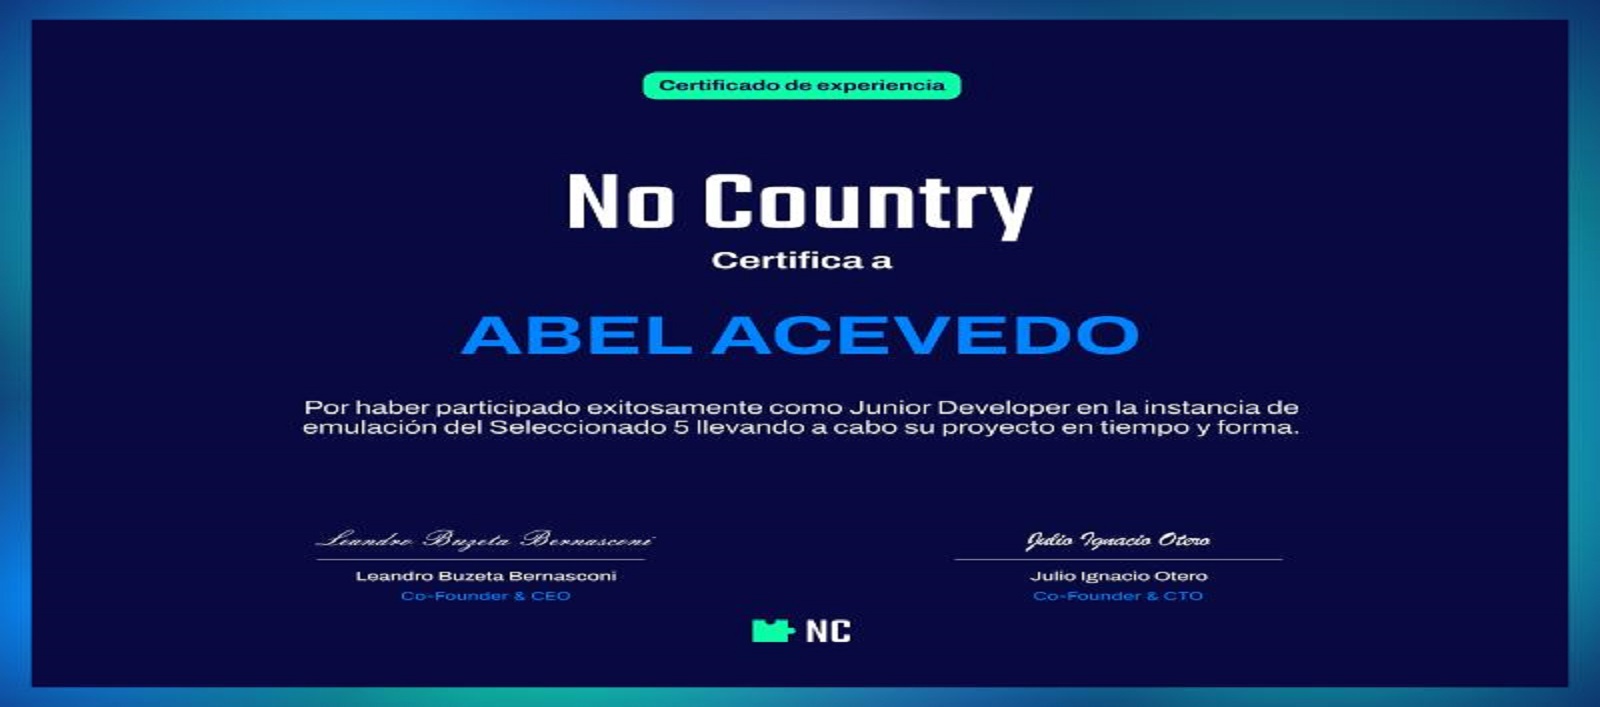 Certificado de experiencia
No Country
Certifica a
ABEL ACEVEDO
Por haber participado exitosamente como Junior Developer en la instancia de
emulación del Seleccionado 5 llevando a cabo su proyecto en tiempo y forma.
Leandro Buzeta Bernasconi
Julio Ignacio Otero
Leandro Buzeta Bernasconi
Julio Ignacio Otero
Co-Founder & CEO
Co-Founder & CTO
NC